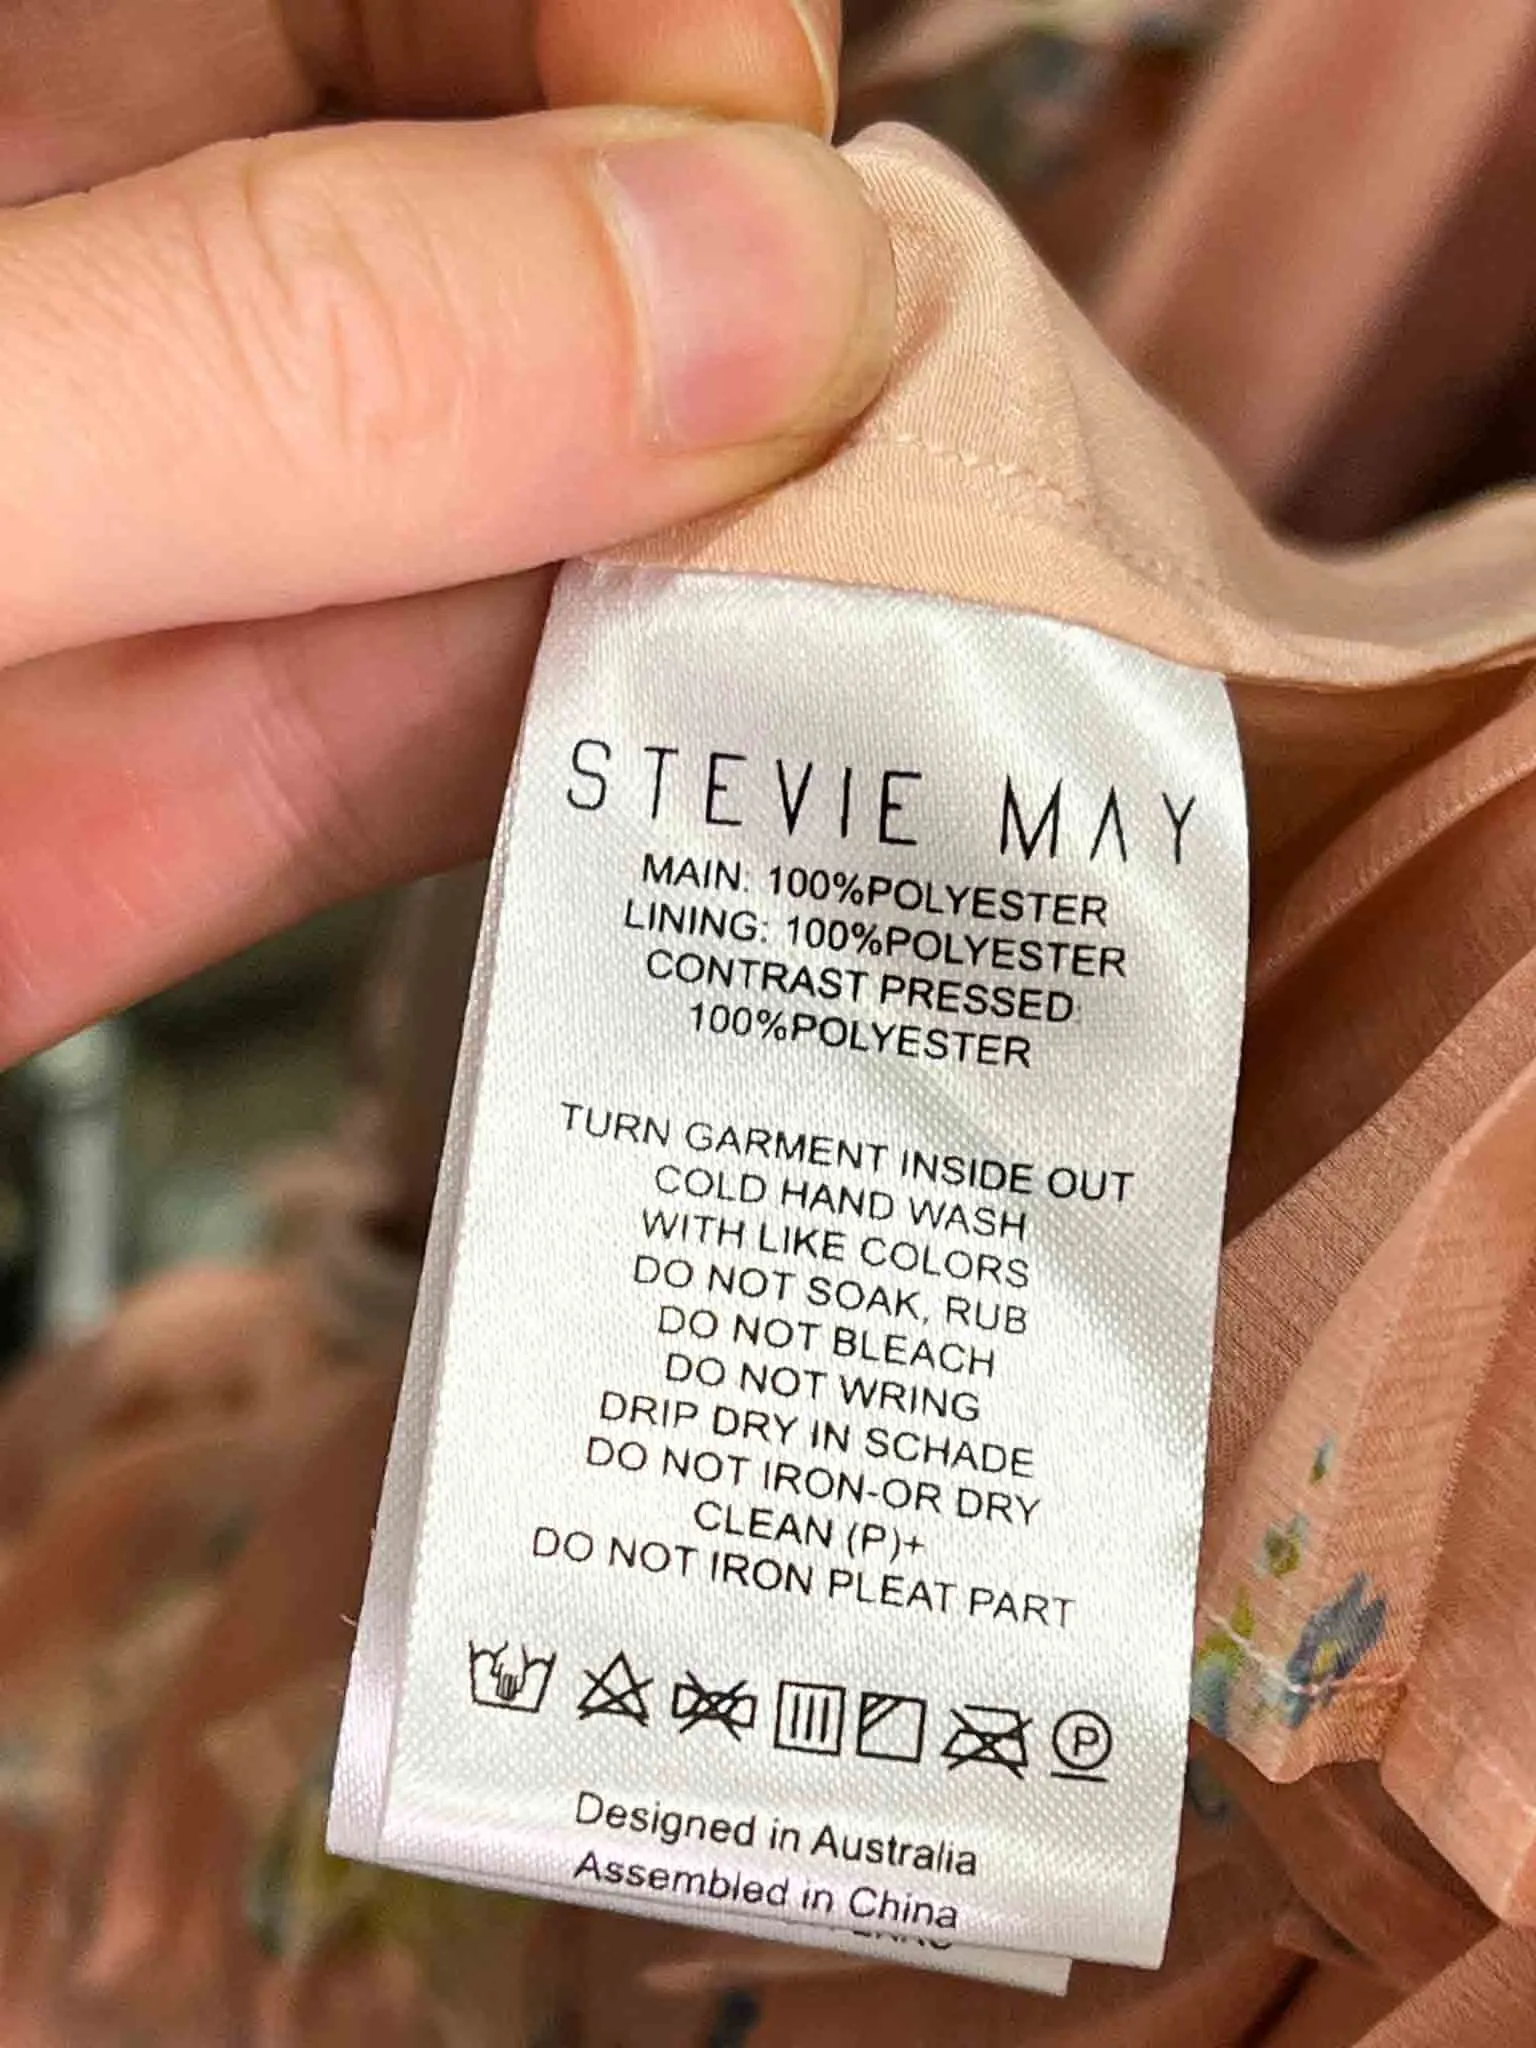 STEVIE MAY
MAIN: 100%POLYESTER
LINING: 100%POLYESTER
CONTRAST PRESSED:
100%POLYESTER
TURN GARMENT INSIDE OUT
COLD HAND WASH
WITH LIKE COLORS
DO NOT SOAK, RUB
DO NOT BLEACH
DO NOT WRING
DRIP DRY IN SCHADE
DO NOT IRON-OR DRY
CLEAN (P)+
DO NOT IRON PLEAT PART
P
Designed in Australia
Assembled in China